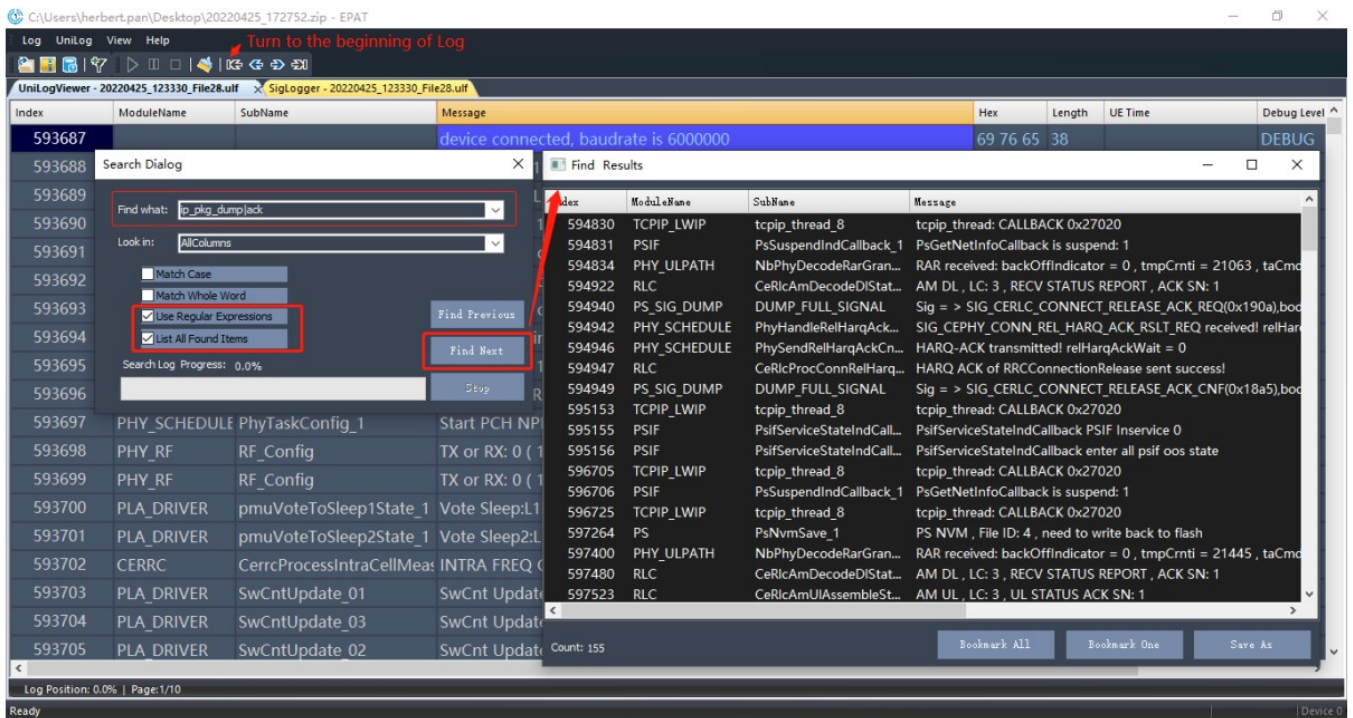 C:\Users\herbert.pan\Desktop\20220425_172752.zip - EPAT
Log UniLog View Help
Turn to the beginning of Log
UniLogViewer - 20220425_123330_File28.ulf
SigLogger - 20220425_123330_File28.ulf
Index ModuleName SubName Message Hex Length UE Time Debug Level
593687 device connected, baudrate is 6000000 69 76 65 38 DEBUG
593688
593689
593690
593691
593692
593693
593694
593695
593696
593697 PHY_SCHEDULE PhyTaskConfig_1 Start PCH NP
593698 PHY_RF RF_Config TX or RX: 0 ( 1
593699 PHY_RF RF_Config TX or RX: 0 ( 1
593700 PLA_DRIVER pmuVoteToSleep1State_1 Vote Sleep:L1
593701 PLA_DRIVER pmuVoteToSleep2State_1 Vote Sleep2:L
593702 CERRC CerrcProcessIntraCellMeas INTRA FREQ
593703 PLA_DRIVER SwCntUpdate_01 SwCnt Updat
593704 PLA_DRIVER SwCntUpdate_03 SwCnt Updat
593705 PLA_DRIVER SwCntUpdate_02 SwCnt Updat
Search Dialog
Find what: ip_pkg_dump|ack
Look in: AllColumns
Match Case
Match Whole Word
Use Regular Expressions
List All Found Items
Find Previous
Find Next
Stop
Search Log Progress: 0.0%
Find Results
dex ModuleName SubName Message
594830 TCPIP_LWIP tcpip_thread_8 tcpip_thread: CALLBACK 0x27020
594831 PSIF PsSuspendIndCallback_1 PsGetNetInfoCallback is suspend: 1
594834 PHY_ULPATH NbPhyDecodeRarGran... RAR received: backOffIndicator = 0 , tmpCrnti = 21063 , taCmd
594922 RLC CeRlcAmDecodeDlStat... AM DL , LC: 3 , RECV STATUS REPORT , ACK SN: 1
594940 PS_SIG_DUMP DUMP_FULL_SIGNAL Sig = > SIG_CERLC_CONNECT_RELEASE_ACK_REQ(0x190a),bod
594942 PHY_SCHEDULE PhyHandleRelHarqAck... SIG_CEPHY_CONN_REL_HARQ_ACK_RSLT_REQ received! relHar
594946 PHY_SCHEDULE PhySendRelHarqAckCn... HARQ-ACK transmitted! relHarqAckWait = 0
594947 RLC CeRlcProcConnRelHarq... HARQ ACK of RRCConnectionRelease sent success!
594949 PS_SIG_DUMP DUMP_FULL_SIGNAL Sig = > SIG_CERLC_CONNECT_RELEASE_ACK_CNF(0x18a5),bod
595153 TCPIP_LWIP tcpip_thread_8 tcpip_thread: CALLBACK 0x27020
595155 PSIF PsifServiceStateIndCall... PsifServiceStateIndCallback PSIF Inservice 0
595156 PSIF PsifServiceStateIndCall... PsifServiceStateIndCallback enter all psif oos state
596705 TCPIP_LWIP tcpip_thread_8 tcpip_thread: CALLBACK 0x27020
596706 PSIF PsSuspendIndCallback_1 PsGetNetInfoCallback is suspend: 1
596725 TCPIP_LWIP tcpip_thread_8 tcpip_thread: CALLBACK 0x27020
597264 PS PsNvmSave_1 PS NVM , File ID: 4 , need to write back to flash
597400 PHY_ULPATH NbPhyDecodeRarGran... RAR received: backOffIndicator = 0 , tmpCrnti = 21445 , taCmd
597480 RLC CeRlcAmDecodeDlStat... AM DL , LC: 3 , RECV STATUS REPORT , ACK SN: 1
597523 RLC CeRlcAmUlAssembleSt... AM UL , LC: 3 , UL STATUS ACK SN: 1
Count: 155
Bookmark All
Bookmark One
Save As
Log Position: 0.0% | Page:1/10
Ready
Device 0